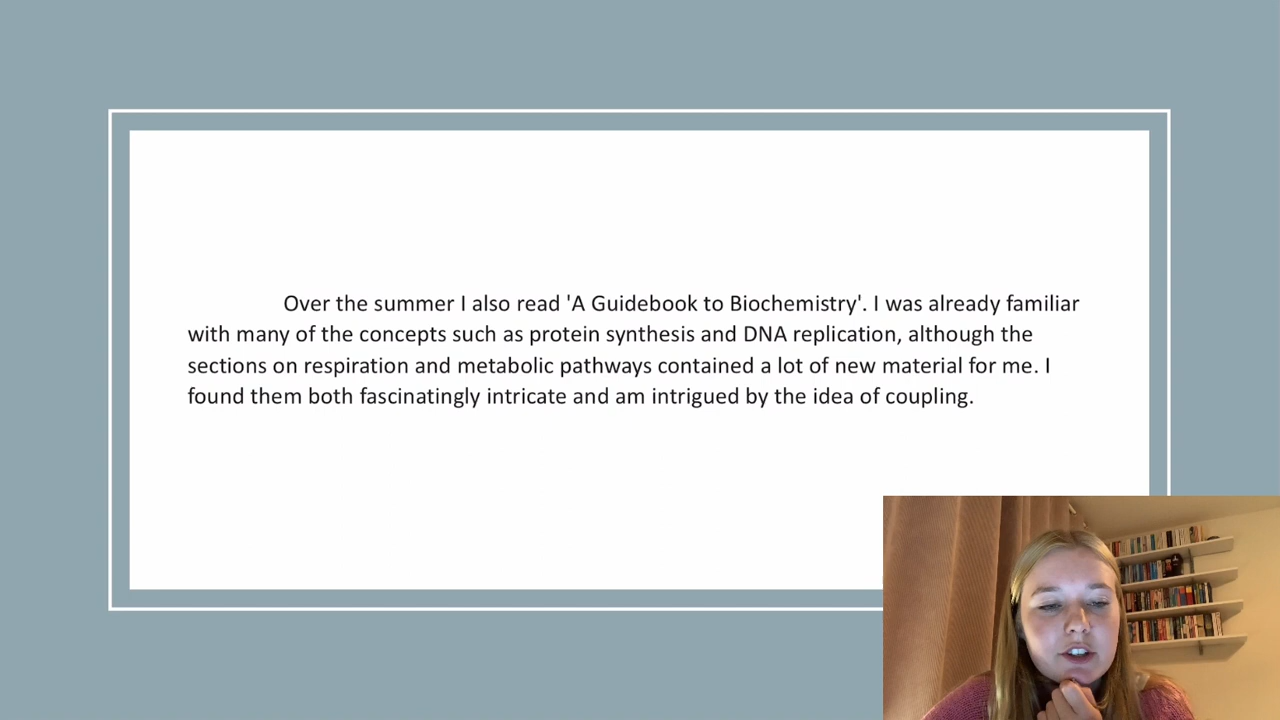 Over the summer I also read 'A Guidebook to Biochemistry'. I was already familiar
with many of the concepts such as protein synthesis and DNA replication, although the
sections on respiration and metabolic pathways contained a lot of new material for me. I
found them both fascinatingly intricate and am intrigued by the idea of coupling.